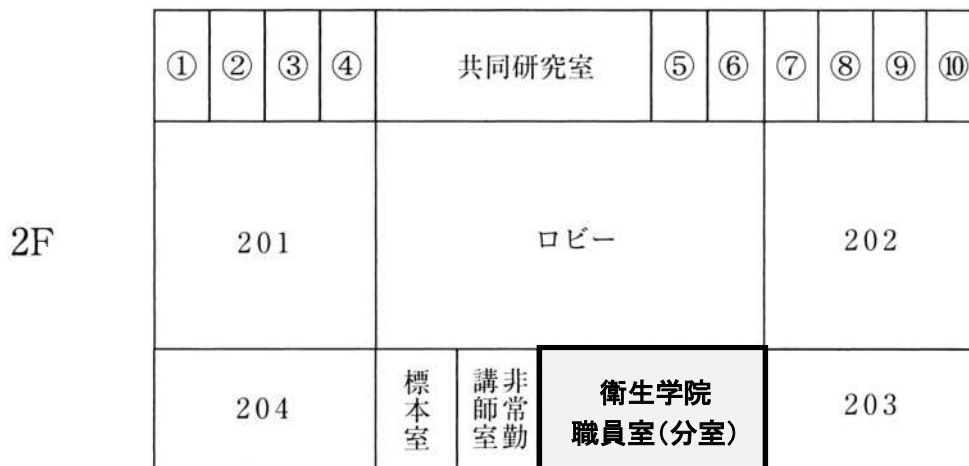 ① ② ③ ④ 共同研究室 ⑤ ⑥ ⑦ ⑧ ⑨ ⑩
2F
201 ロビー 202
204
標本室
非常勤
講師室
衛生学院
職員室(分室)
203